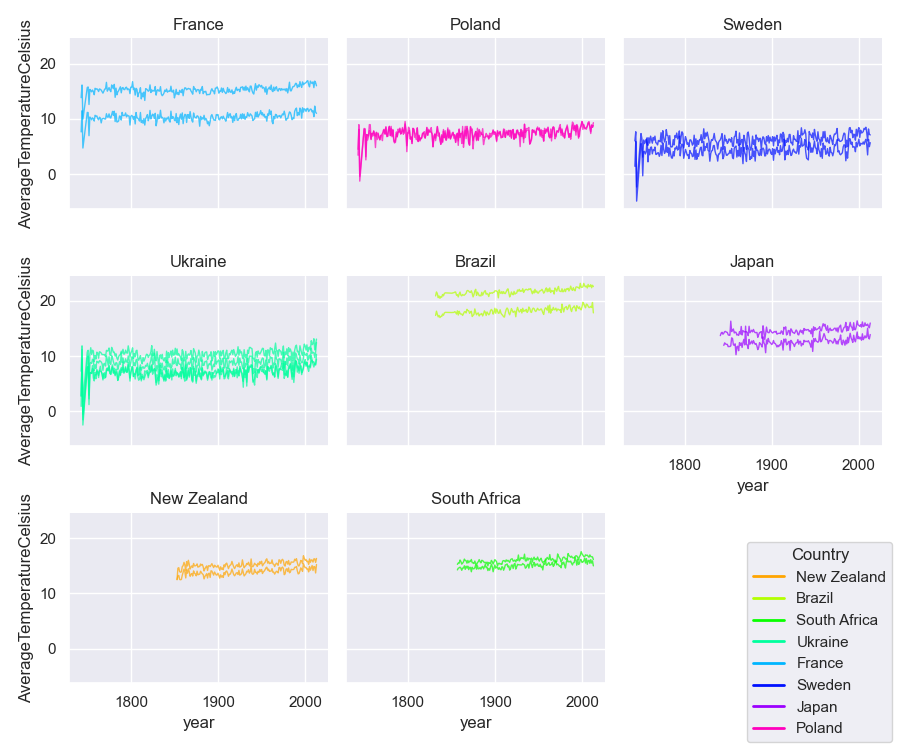 France
Poland
Sweden
AverageTemperatureCelsius
20
10
0
Ukraine
Brazil
Japan
AverageTemperatureCelsius
20
10
0
1800
1900
2000
year
New Zealand
South Africa
AverageTemperatureCelsius
20
10
0
1800
1900
2000
year
1800
1900
2000
year
Country
New Zealand
Brazil
South Africa
Ukraine
France
Sweden
Japan
Poland